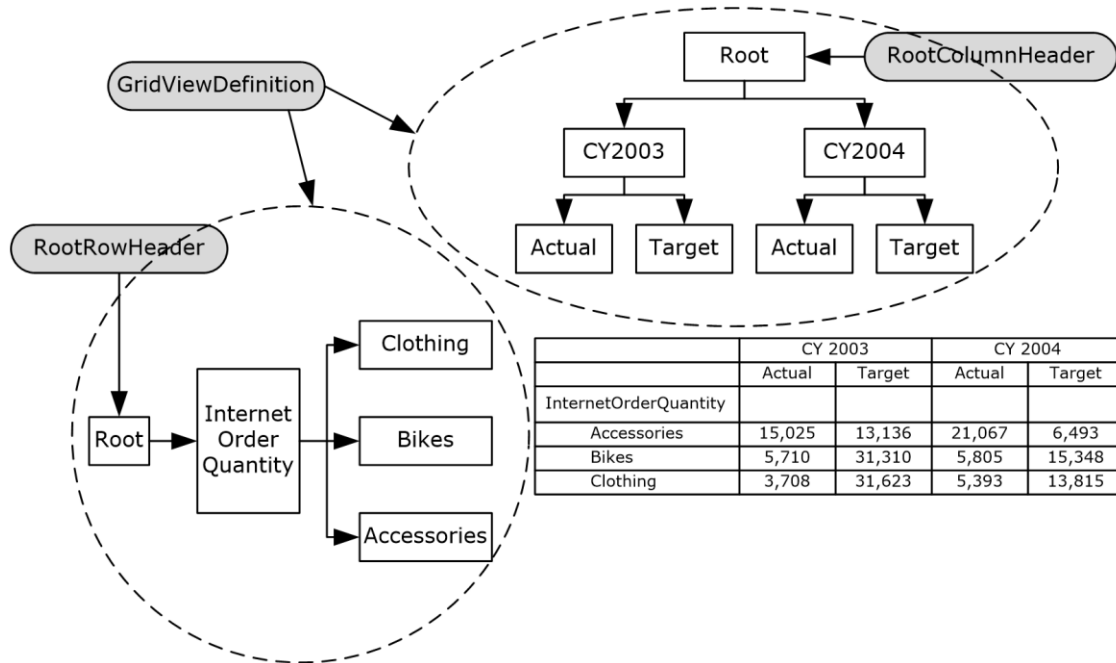 GridViewDefinition
Root
RootColumnHeader
CY2003
CY2004
Actual
Target
Actual
Target
RootRowHeader
Root
Internet
Order
Quantity
Clothing
Bikes
Accessories
CY 2003 CY 2004
Actual Target Actual Target
InternetOrderQuantity
Accessories 15,025 13,136 21,067 6,493
Bikes 5,710 31,310 5,805 15,348
Clothing 3,708 31,623 5,393 13,815